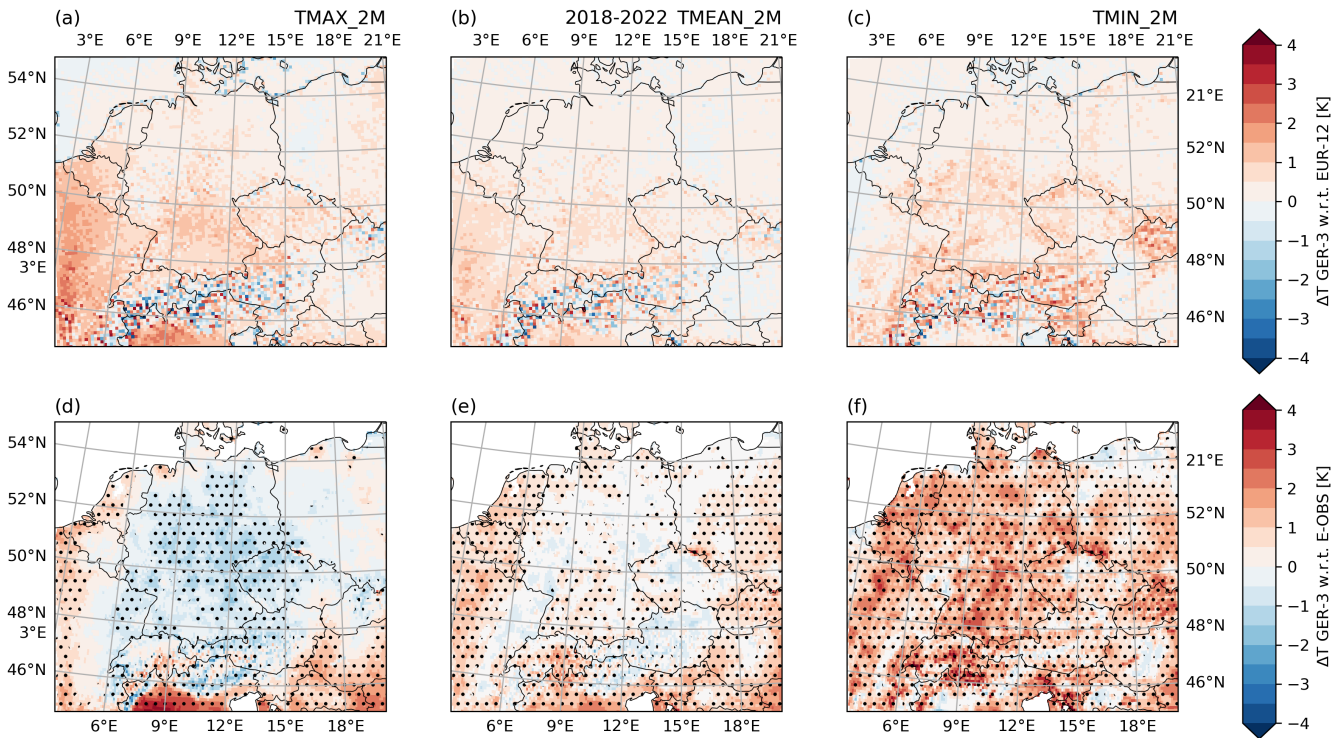 (a) TMAX_2M
(b) 2018-2022 TMEAN_2M
(c) TMIN_2M
3°E 6°E 9°E 12°E 15°E 18°E 21°E
3°E 6°E 9°E 12°E 15°E 18°E 21°E
3°E 6°E 9°E 12°E 15°E 18°E 21°E
54°N
52°N
50°N
48°N
3°E
46°N
21°E
52°N
50°N
48°N
46°N
4
3
2
1
0
−1
−2
−3
−4
ΔT GER-3 w.r.t. EUR-12 [K]
(d)
(e)
(f)
54°N
52°N
50°N
48°N
3°E
46°N
21°E
52°N
50°N
48°N
46°N
6°E 9°E 12°E 15°E 18°E
6°E 9°E 12°E 15°E 18°E
6°E 9°E 12°E 15°E 18°E
4
3
2
1
0
−1
−2
−3
−4
ΔT GER-3 w.r.t. E-OBS [K]